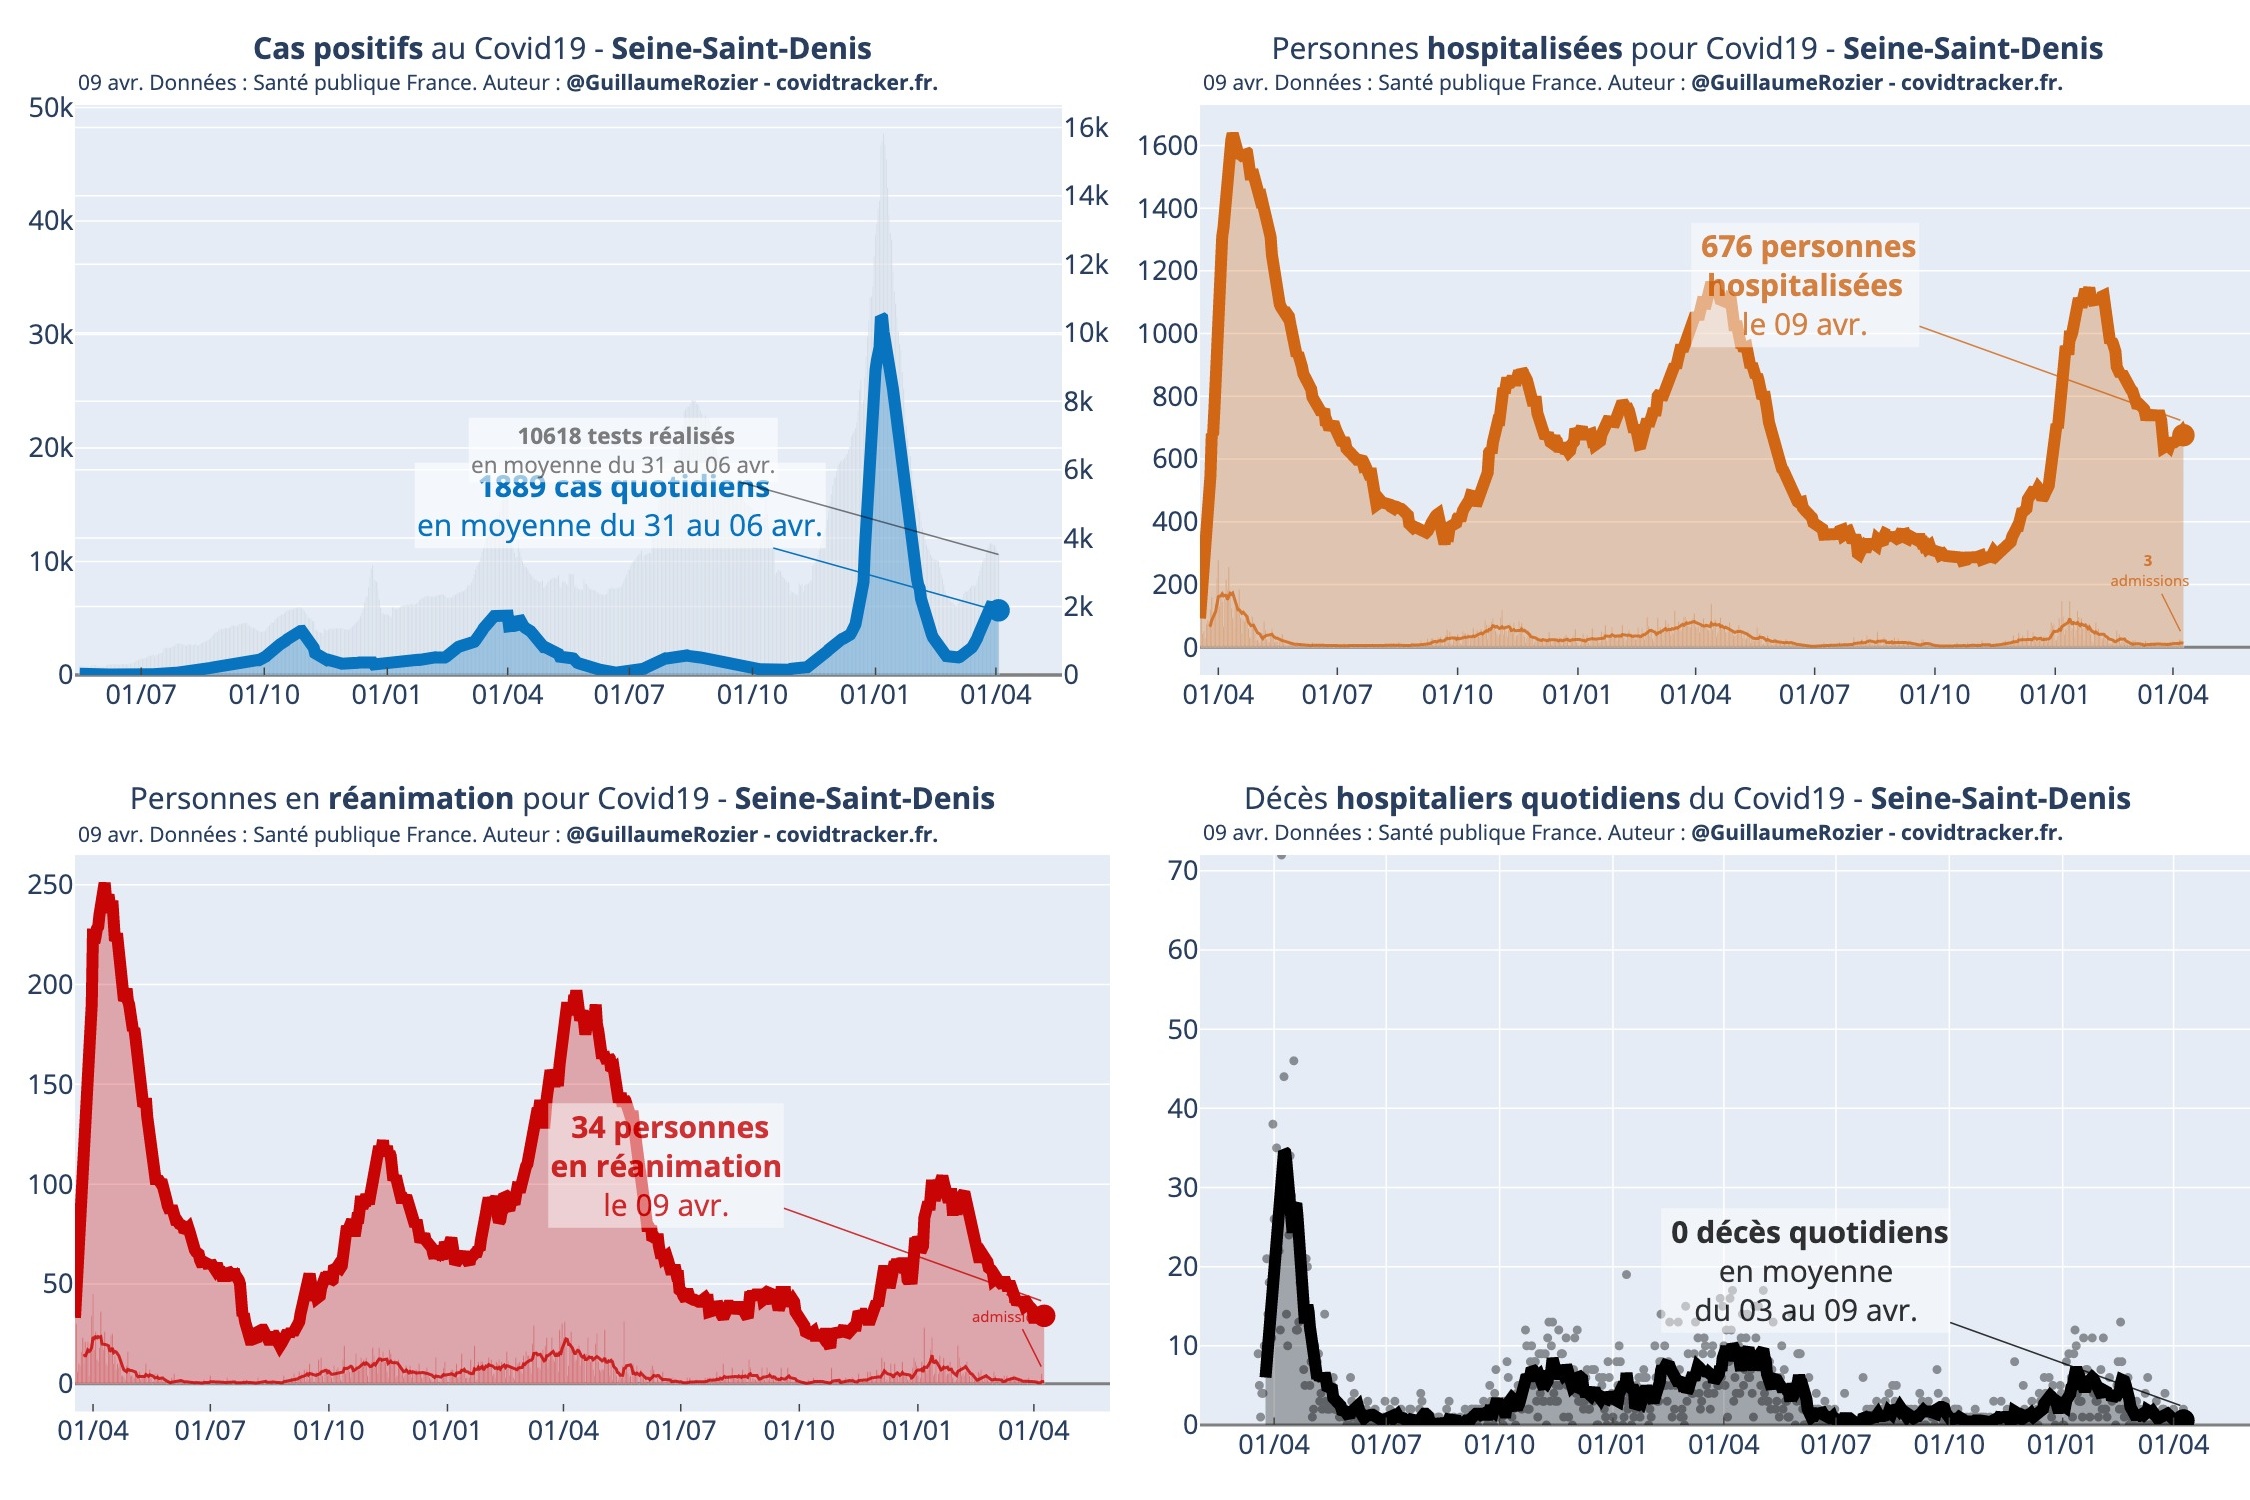 Cas positifs au Covid19 - Seine-Saint-Denis
09 avr. Données : Santé publique France. Auteur : @GuillaumeRozier - covidtracker.fr.
50k
40k
30k
20k
10k
0
16k
14k
12k
10k
8k
6k
4k
2k
0
10618 tests réalisés
en moyenne du 31 au 06 avr.
1889 cas quotidiens
en moyenne du 31 au 06 avr.
01/07 01/10 01/01 01/04 01/07 01/10 01/01 01/04
Personnes hospitalisées pour Covid19 - Seine-Saint-Denis
09 avr. Données : Santé publique France. Auteur : @GuillaumeRozier - covidtracker.fr.
1600
1400
1200
1000
800
600
400
200
0
676 personnes
hospitalisées
le 09 avr.
3
admissions
01/04 01/07 01/10 01/01 01/04 01/07 01/10 01/01 01/04
Personnes en réanimation pour Covid19 - Seine-Saint-Denis
09 avr. Données : Santé publique France. Auteur : @GuillaumeRozier - covidtracker.fr.
250
200
150
100
50
0
34 personnes
en réanimation
le 09 avr.
01/04 01/07 01/10 01/01 01/04 01/07 01/10 01/01 01/04
Décès hospitaliers quotidiens du Covid19 - Seine-Saint-Denis
09 avr. Données : Santé publique France. Auteur : @GuillaumeRozier - covidtracker.fr.
70
60
50
40
30
20
10
0
0 décès quotidiens
en moyenne
du 03 au 09 avr.
01/04 01/07 01/10 01/01 01/04 01/07 01/10 01/01 01/04